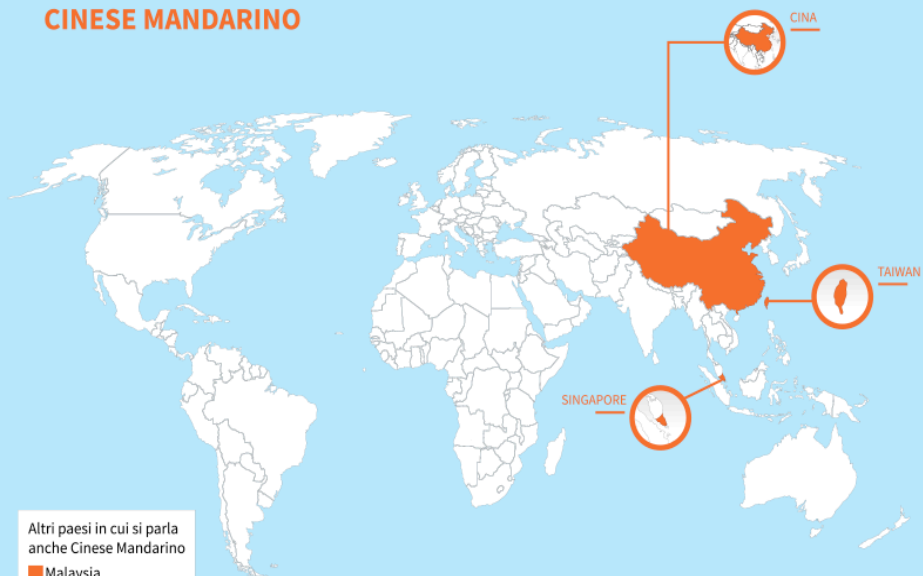 CINESE MANDARINO
CINA
TAIWAN
SINGAPORE
Altri paesi in cui si parla
anche Cinese Mandarino
Malaysia